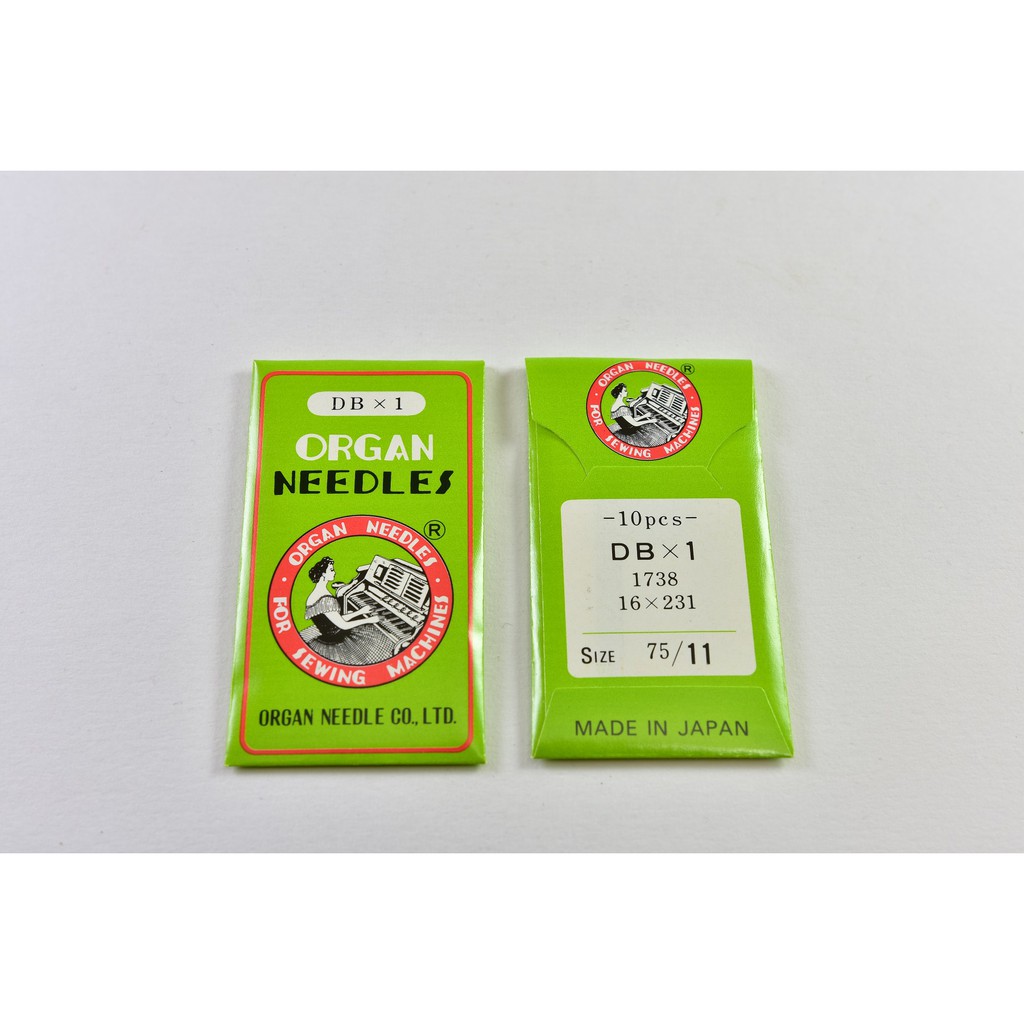 DB×1
ORGAN
NEEDLES
ORGAN NEEDLES ®
FOR SEWING MACHINES
ORGAN NEEDLE CO., LTD.
ORGAN NEEDLES ®
FOR SEWING MACHINES
-10pcs-
DB×1
1738
16×231
SIZE 75/11
MADE IN JAPAN